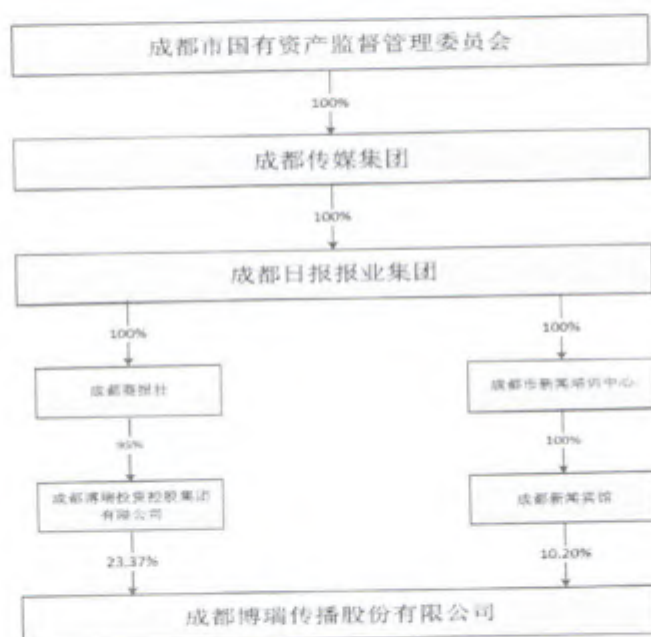 成都市国有资产监督管理委员会
100%
成都传媒集团
100%
成都日报报业集团
100%
100%
成都商报社
成都市新闻培训中心
95%
100%
成都博瑞投资控股集团
有限公司
成都新闻宾馆
23.37%
10.20%
成都博瑞传播股份有限公司